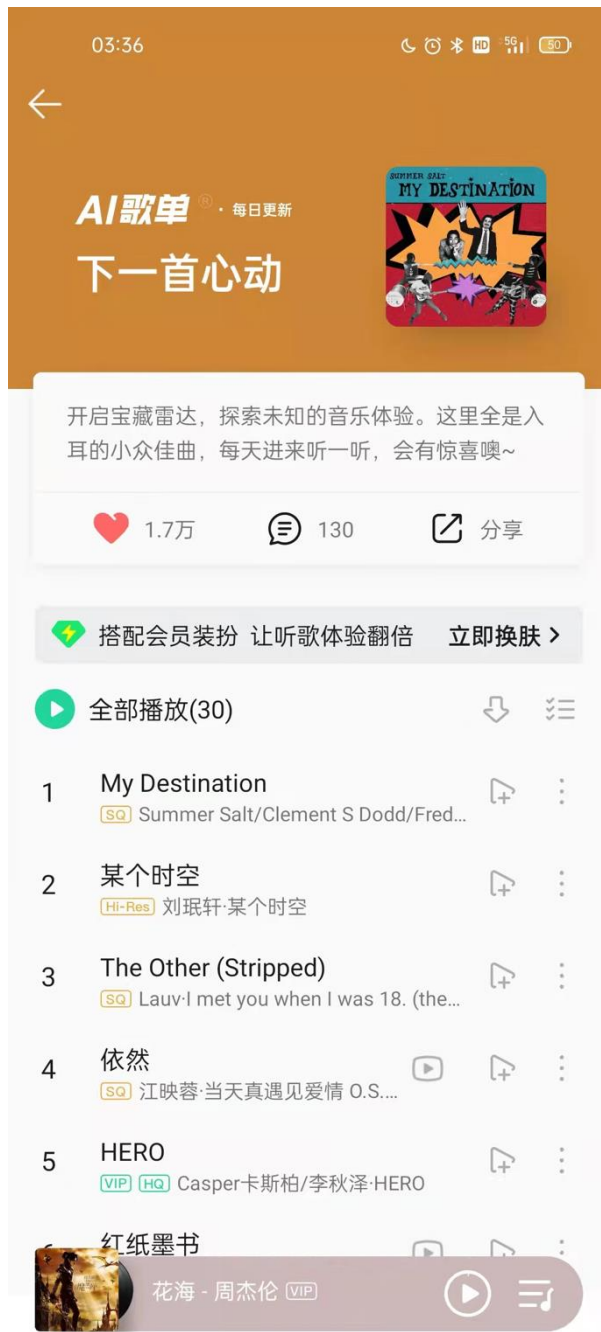 03:36
HD 5G 50
SUMMER SALT
MY DESTINATION
AI歌单 ® · 每日更新
下一首心动
开启宝藏雷达，探索未知的音乐体验。这里全是入
耳的小众佳曲，每天进来听一听，会有惊喜噢~
1.7万 130 分享
搭配会员装扮 让听歌体验翻倍 立即换肤 >
全部播放(30)
1 My Destination
SQ Summer Salt/Clement S Dodd/Fred...
2 某个时空
Hi-Res 刘珉轩·某个时空
3 The Other (Stripped)
SQ Lauv·I met you when I was 18. (the...
4 依然
SQ 江映蓉·当天真遇见爱情 O.S....
5 HERO
VIP HQ Casper卡斯柏/李秋泽·HERO
红纸墨书
花海 - 周杰伦 VIP